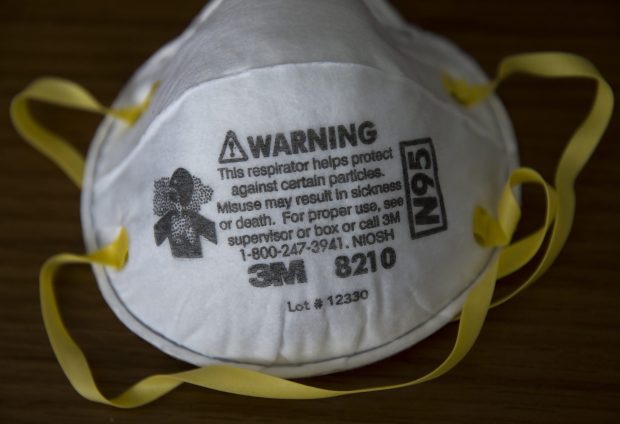 WARNING
This respirator helps protect
against certain particles.
Misuse may result in sickness
or death. For proper use, see
supervisor or box or call 3M
1-800-247-3941. NIOSH
3M 8210
Lot # 12330
N95